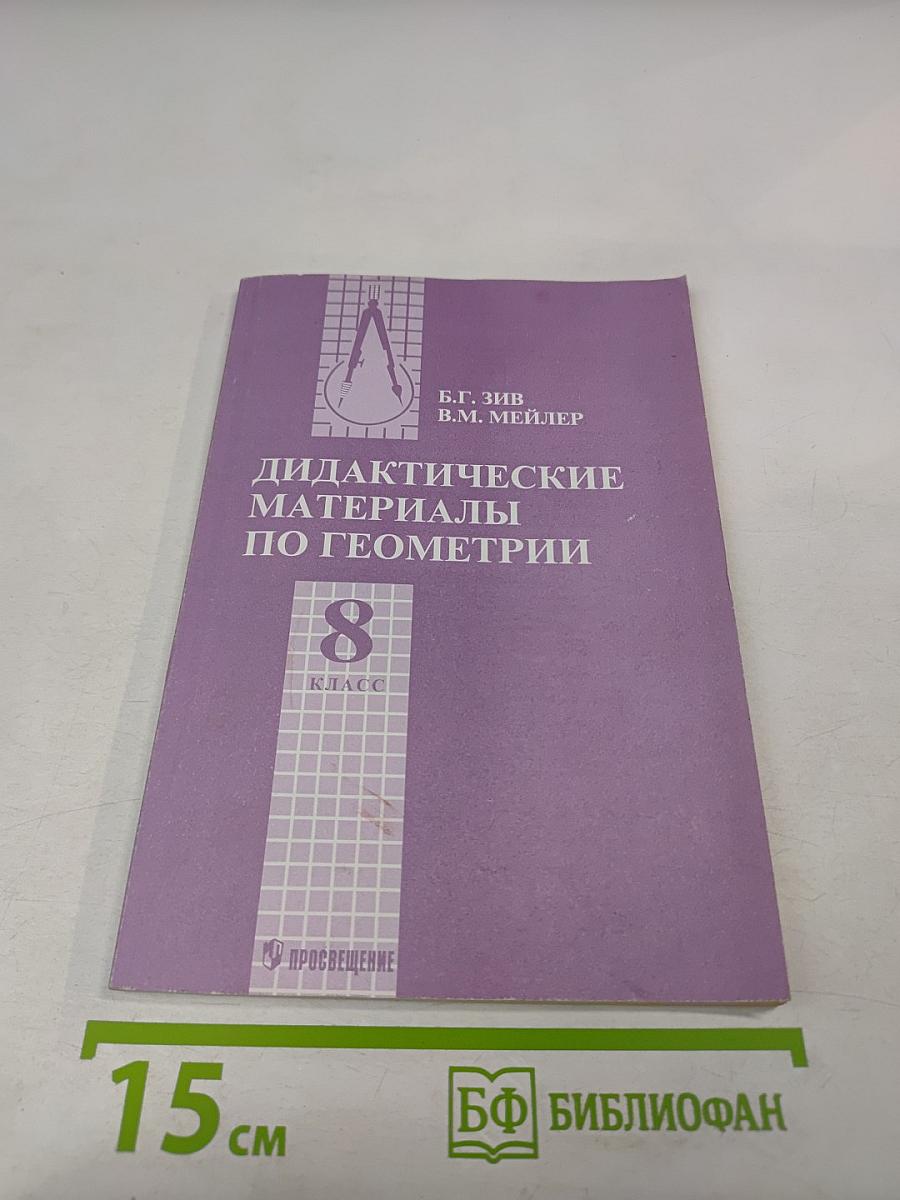 Б.Г. ЗИВ
В.М. МЕЙЛЕР
ДИДАКТИЧЕСКИЕ
МАТЕРИАЛЫ
ПО ГЕОМЕТРИИ
8
КЛАСС
ПРОСВЕЩЕНИЕ
15 см
БФ БИБЛИОФАН